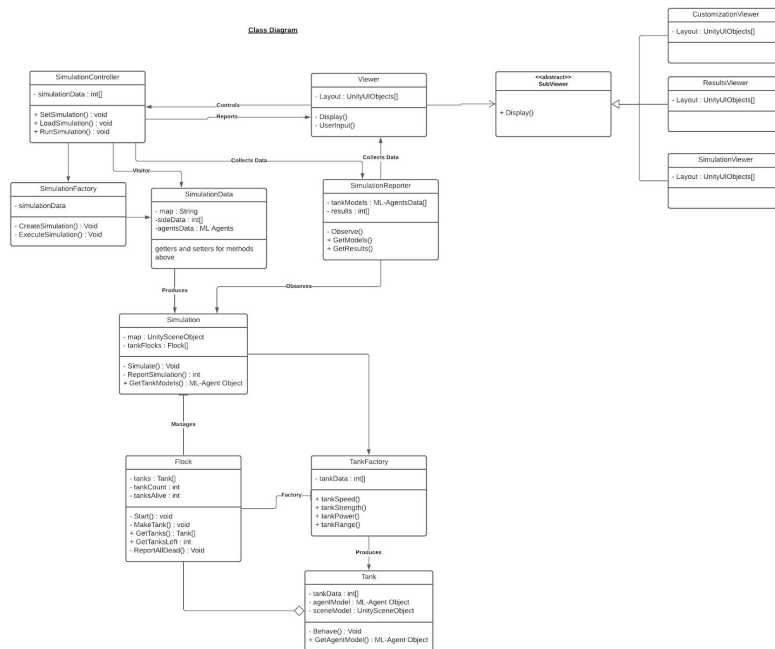 Class Diagram
CustomizationViewer
- Layout : UnityUIObjects[]
SimulationController
- simulationData : int[]
+ SetSimulation() : void
+ LoadSimulation() : void
+ RunSimulation() : void
Controls
Reports
Viewer
- Layout : UnityUIObjects[]
- Display()
- UserInput()
<<abstract>>
SubViewer
+ Display()
ResultsViewer
- Layout : UnityUIObjects[]
SimulationViewer
- Layout : UnityUIObjects[]
Collects Data
Collects Data
Visitor
SimulationFactory
- simulationData
- CreateSimulation() : Void
- ExecuteSimulation() : Void
SimulationData
- map : String
-sideData : int[]
-agentsData : ML Agents
getters and setters for methods
above
SimulationReporter
- tankModels : ML-AgentsData[]
- results : int[]
- Observe()
+ GetModels()
+ GetResults()
Produces
Observes
Simulation
- map : UnitySceneObject
- tankFlocks : Flock[]
- Simulate() : Void
- ReportSimulation() : int
+ GetTankModels() : ML-Agent Object
Manages
Flock
- tanks : Tank[]
- tankCount : int
- tanksAlive : int
- Start() : void
- MakeTank() : void
+ GetTanks() : Tank[]
+ GetTanksLeft : int
- ReportAllDead() : Void
Factory
TankFactory
- tankData : int[]
+ tankSpeed()
+ tankStrength()
+ tankPower()
+ tankRange()
Produces
Tank
- tankData : int[]
- agentModel : ML-Agent Object
- sceneModel : UnitySceneObject
- Behave() : Void
+ GetAgentModel() : ML-Agent Object